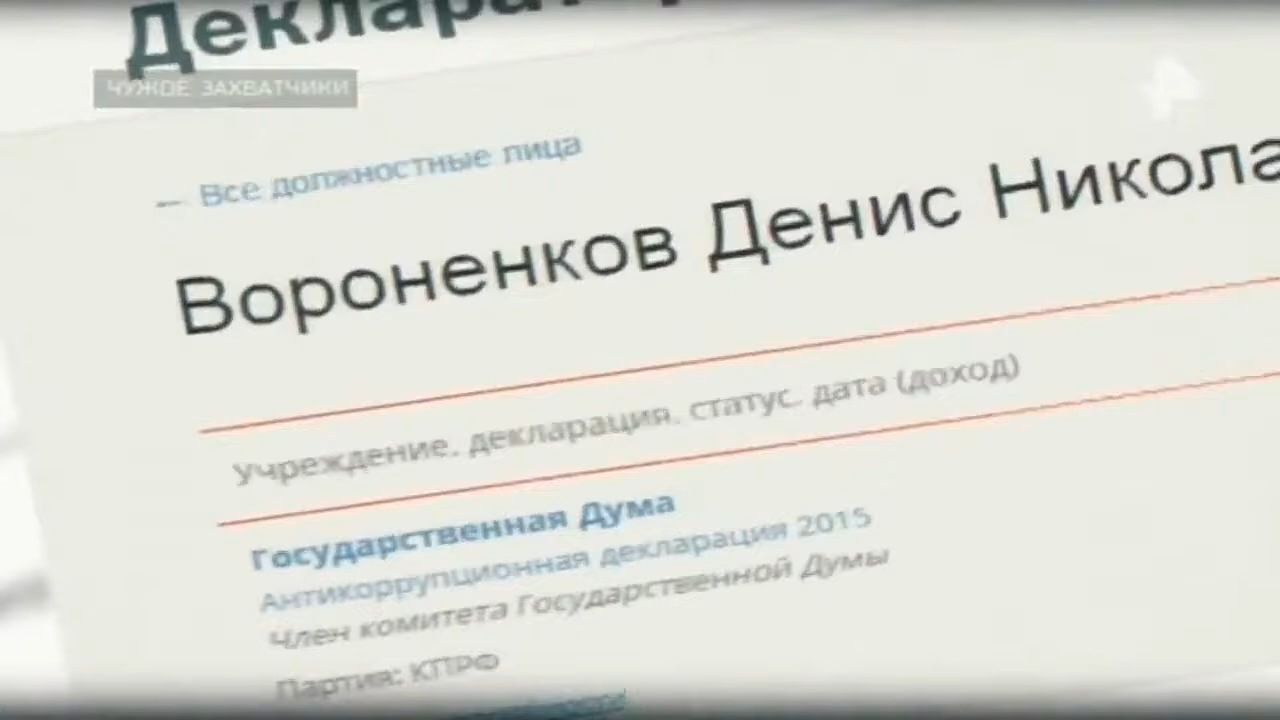 ЧУЖОЕ. ЗАХВАТЧИКИ
← Все должностные лица
Вороненков Денис Никола
Учреждение, декларация, статус, дата (доход)
Государственная Дума
Антикоррупционная декларация 2015
Член комитета Государственной Думы
Партия: КПРФ